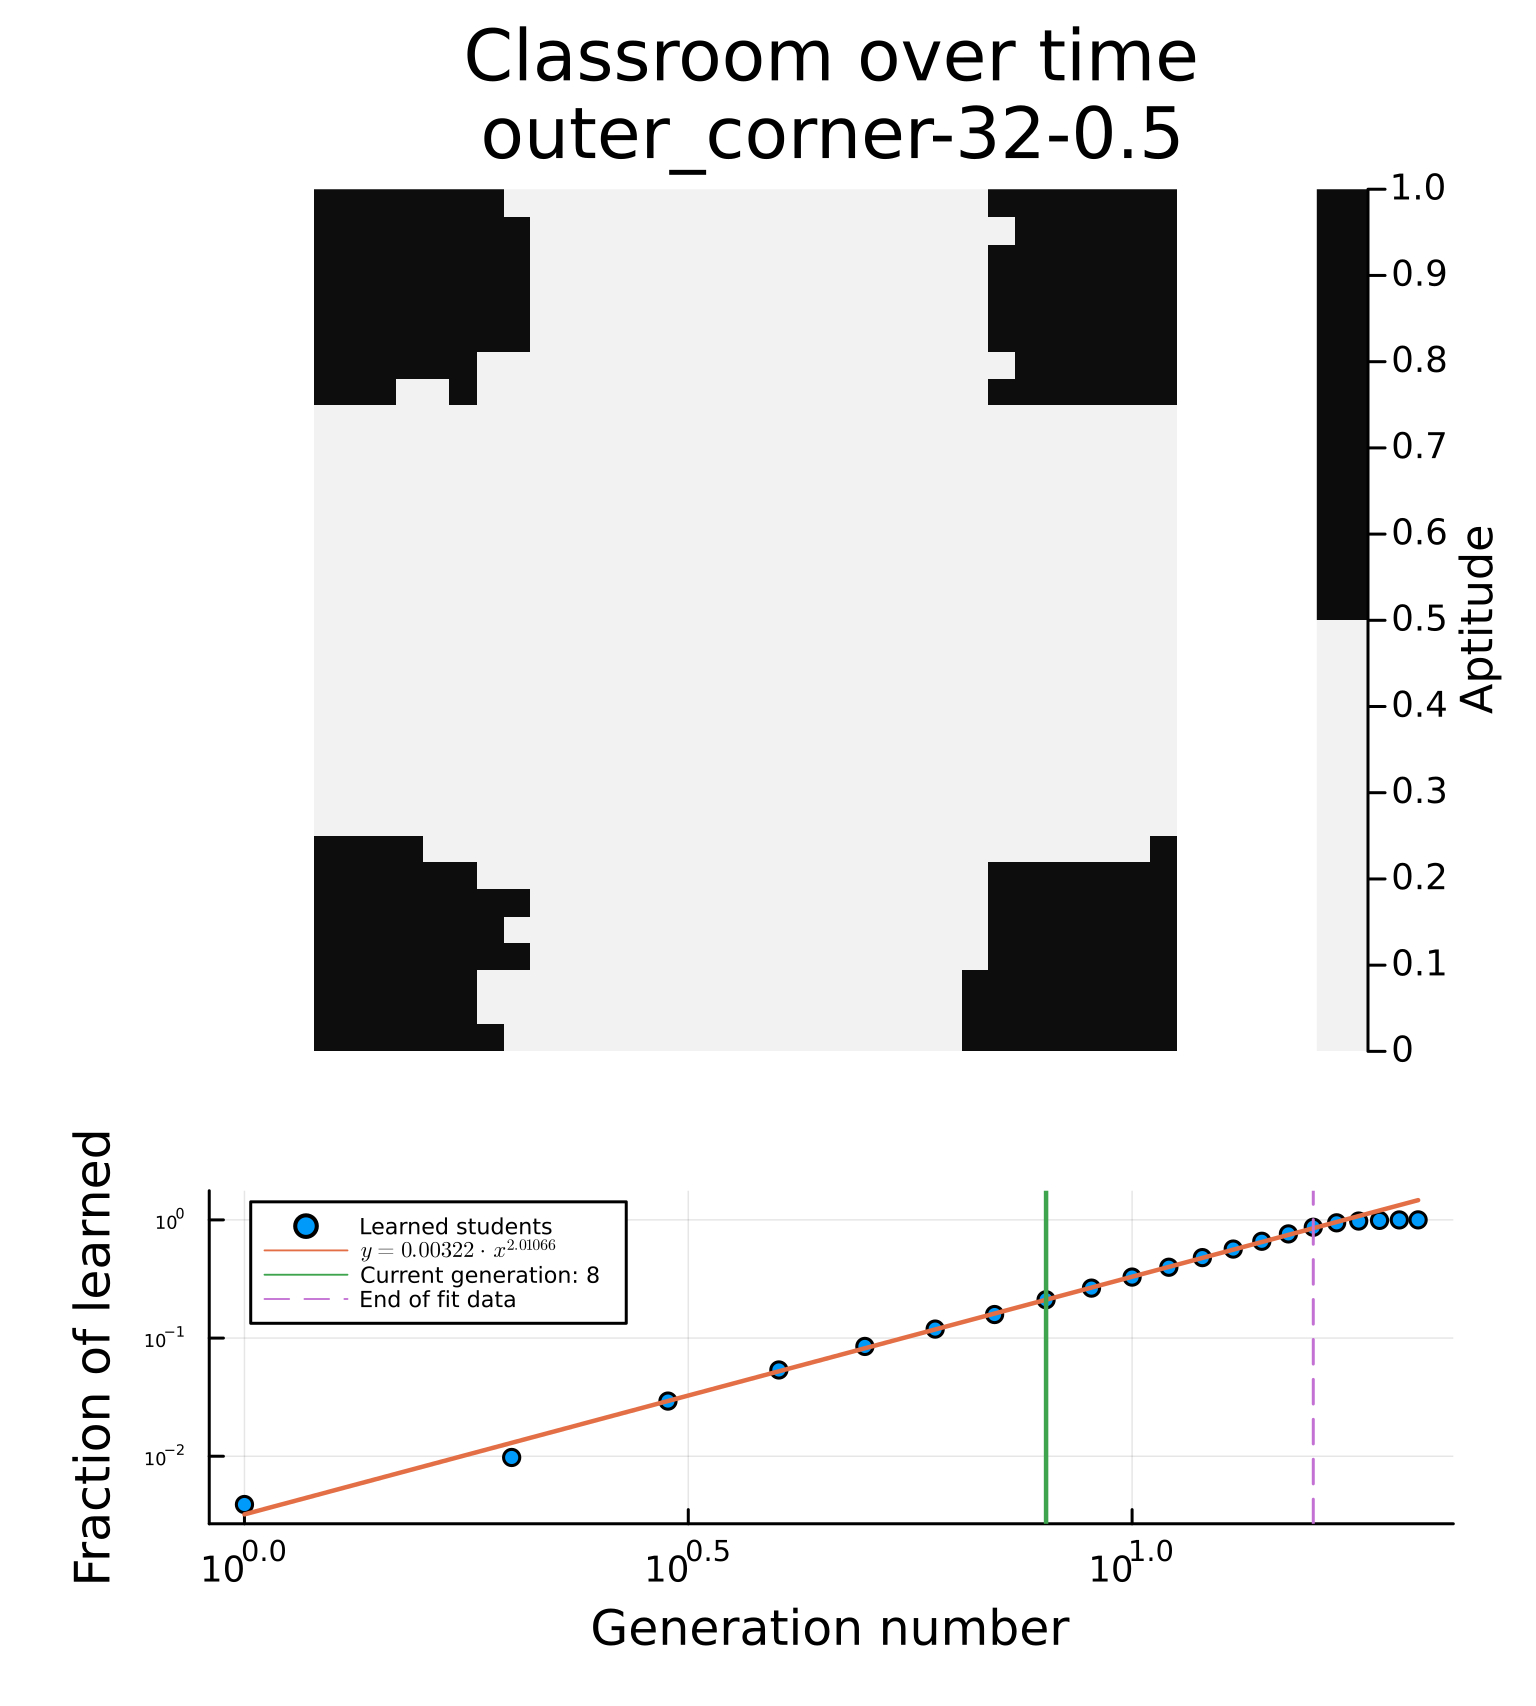 Classroom over time
outer_corner-32-0.5
1.0
0.9
0.8
0.7
0.6
0.5
0.4
0.3
0.2
0.1
0
Aptitude
Fraction of learned
10^0
10^-1
10^-2
Learned students
y = 0.00322 · x^2.01066
Current generation: 8
End of fit data
10^0.0
10^0.5
10^1.0
Generation number